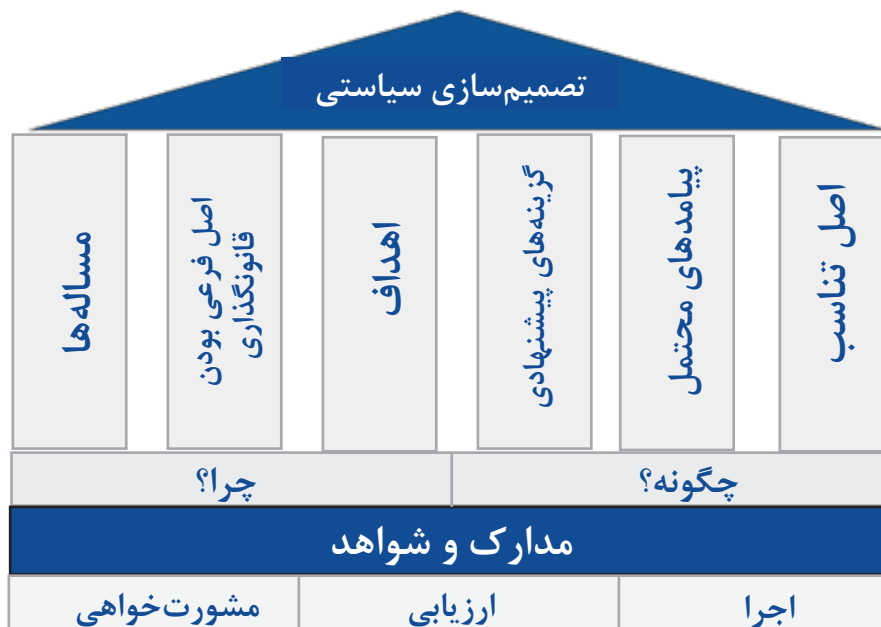 تصمیم‌سازی سیاستی
اصل تناسب
پیامدهای محتمل
گزینه‌های پیشنهادی
اهداف
اصل فرعی بودن
قانونگذاری
مساله‌ها
چگونه؟
چرا؟
مدارک و شواهد
اجرا
ارزیابی
مشورت‌خواهی